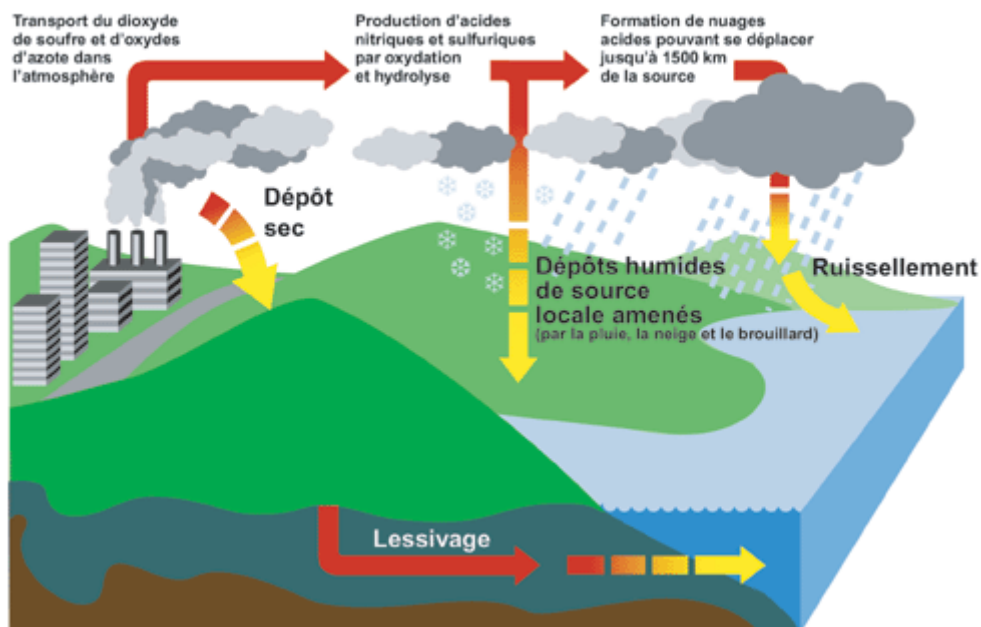 Transport du dioxyde
de soufre et d'oxydes
d'azote dans
l'atmosphère
Production d'acides
nitriques et sulfuriques
par oxydation
et hydrolyse
Formation de nuages
acides pouvant se déplacer
jusqu'à 1500 km
de la source
Dépôt
sec
Dépôts humides
de source
locale amenés
(par la pluie, la neige et le brouillard)
Ruissellement
Lessivage